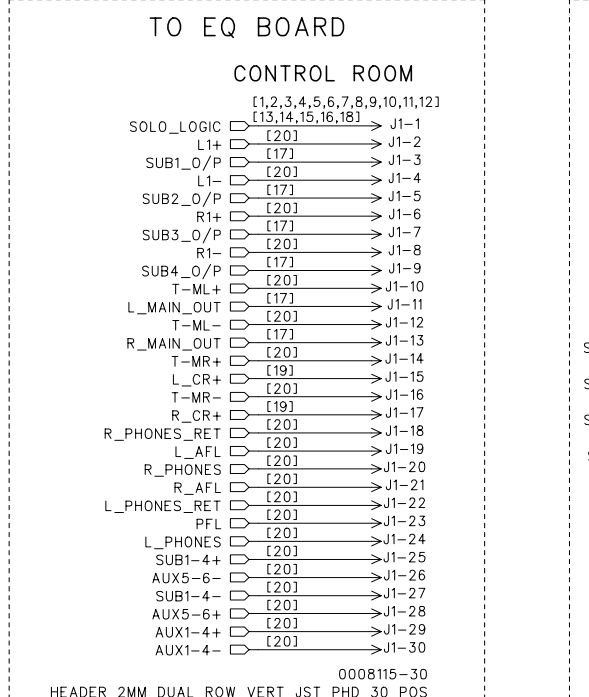 TO EQ BOARD
CONTROL ROOM
[1,2,3,4,5,6,7,8,9,10,11,12]
SOLO_LOGIC [13,14,15,16,18] J1-1
L1+ [20] J1-2
SUB1_O/P [17] J1-3
L1- [20] J1-4
SUB2_O/P [17] J1-5
R1+ [20] J1-6
SUB3_O/P [17] J1-7
R1- [20] J1-8
SUB4_O/P [17] J1-9
T-ML+ [20] J1-10
L_MAIN_OUT [17] J1-11
T-ML- [20] J1-12
R_MAIN_OUT [17] J1-13
T-MR+ [20] J1-14
L_CR+ [19] J1-15
T-MR- [20] J1-16
R_CR+ [19] J1-17
R_PHONES_RET [20] J1-18
L_AFL [20] J1-19
R_PHONES [20] J1-20
R_AFL [20] J1-21
L_PHONES_RET [20] J1-22
PFL [20] J1-23
L_PHONES [20] J1-24
SUB1-4+ [20] J1-25
AUX5-6- [20] J1-26
SUB1-4- [20] J1-27
AUX5-6+ [20] J1-28
AUX1-4+ [20] J1-29
AUX1-4- [20] J1-30
0008115-30
HEADER 2MM DUAL ROW VERT JST PHD 30 POS